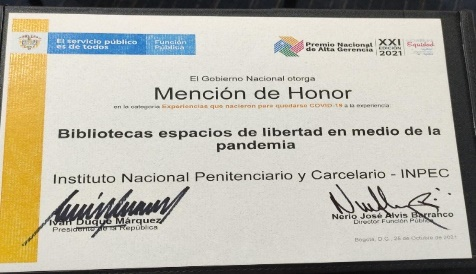 El servicio público es de todos
Función Pública
Premio Nacional de Alta Gerencia
XXI
EDICIÓN
2021
Equidad
El Gobierno Nacional otorga
Mención de Honor
en la categoría Experiencias que nacieron para quedarse COVID-19 a la experiencia:
Bibliotecas espacios de libertad en medio de la
pandemia
Instituto Nacional Penitenciario y Carcelario - INPEC
Iván Duque Márquez
Presidente de la República
Nerio José Alvis Barranco
Director Función Pública
Bogotá, D.C., de Octubre de 2021